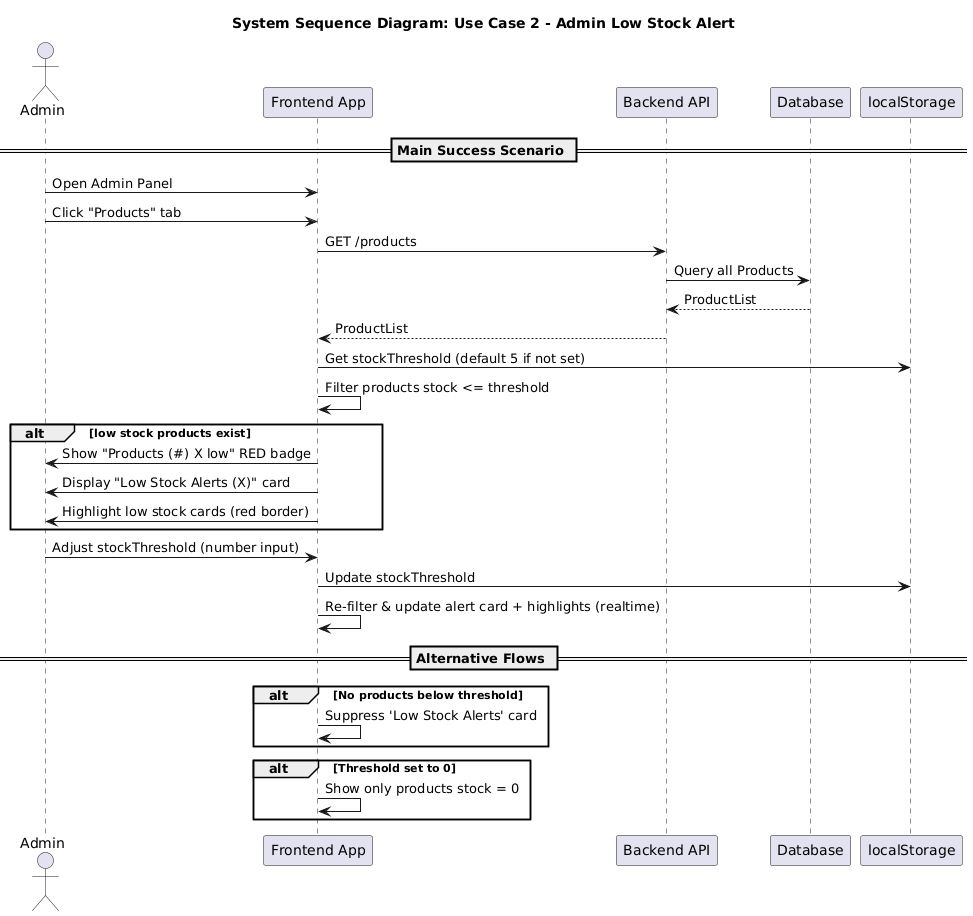 System Sequence Diagram: Use Case 2 - Admin Low Stock Alert
Admin
Frontend App
Backend API
Database
localStorage
Main Success Scenario
Open Admin Panel
Click "Products" tab
GET /products
Query all Products
ProductList
ProductList
Get stockThreshold (default 5 if not set)
Filter products stock <= threshold
alt [low stock products exist]
Show "Products (#) X low" RED badge
Display "Low Stock Alerts (X)" card
Highlight low stock cards (red border)
Adjust stockThreshold (number input)
Update stockThreshold
Re-filter & update alert card + highlights (realtime)
Alternative Flows
alt [No products below threshold]
Suppress 'Low Stock Alerts' card
alt [Threshold set to 0]
Show only products stock = 0
Admin
Frontend App
Backend API
Database
localStorage